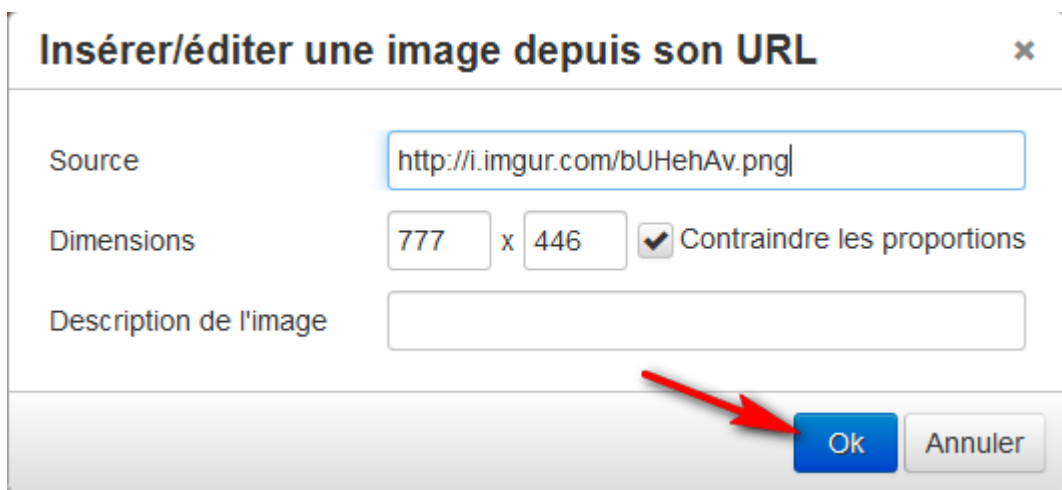 Insérer/éditer une image depuis son URL
Source http://i.imgur.com/bUHehAv.png
Dimensions 777 x 446 Contraindre les proportions
Description de l'image
Ok Annuler